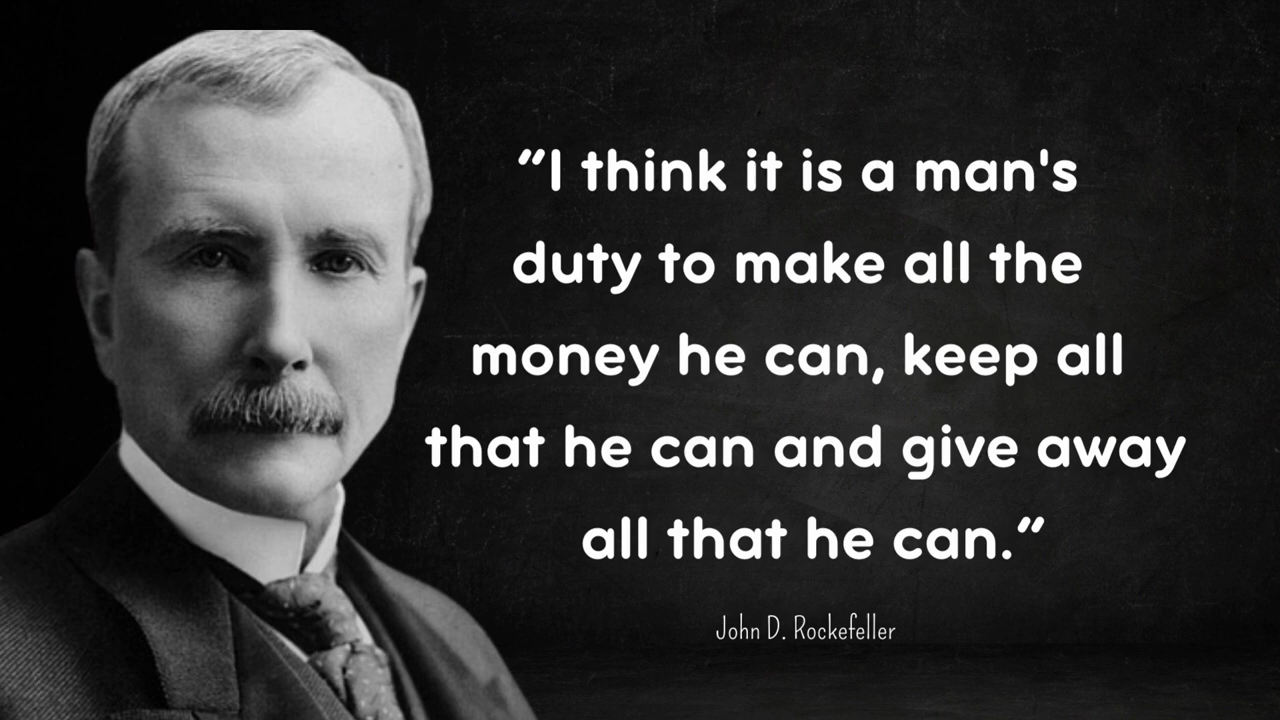 “I think it is a man's
duty to make all the
money he can, keep all
that he can and give away
all that he can.”
John D. Rockefeller